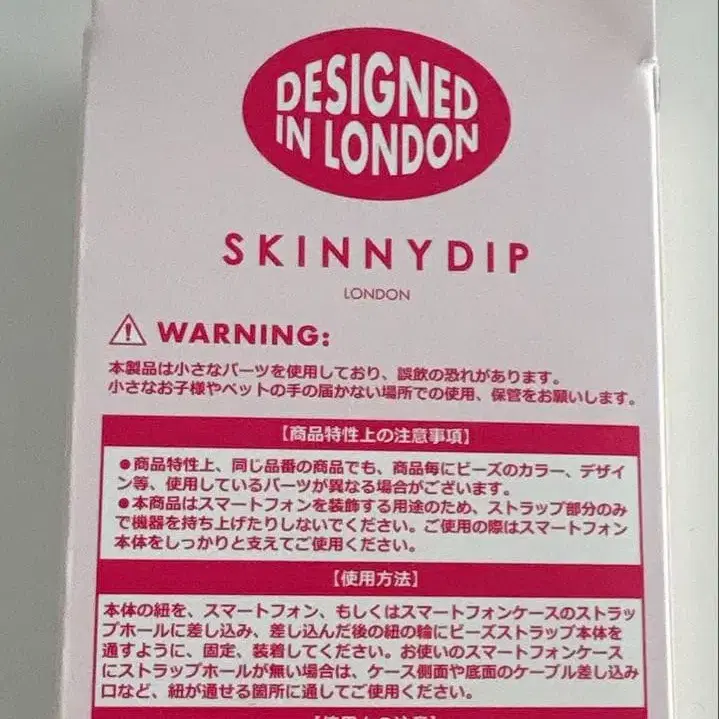 DESIGNED
IN LONDON
SKINNYDIP
LONDON
WARNING:
本製品は小さなパーツを使用しており、誤飲の恐れがあります。
小さなお子様やペットの手の届かない場所での使用、保管をお願いします。
【商品特性上の注意事項】
●商品特性上、同じ品番の商品でも、商品毎にビーズのカラー、デザイ
ン等、使用しているパーツが異なる場合がございます。
●本商品はスマートフォンを装飾する用途のため、ストラップ部分のみ
で機器を持ち上げたりしないでください。ご使用の際はスマートフォン
本体をしっかりと支えてご使用ください。
【使用方法】
本体の紐を、スマートフォン、もしくはスマートフォンケースのストラッ
プホールに差し込み、差し込んだ後の紐の輪にビーズストラップ本体を
通すように、固定、装着してください。お使いのスマートフォンケース
にストラップホールが無い場合は、ケース側面や底面のケーブル差し込み
口など、紐が通せる箇所に通してご使用ください。